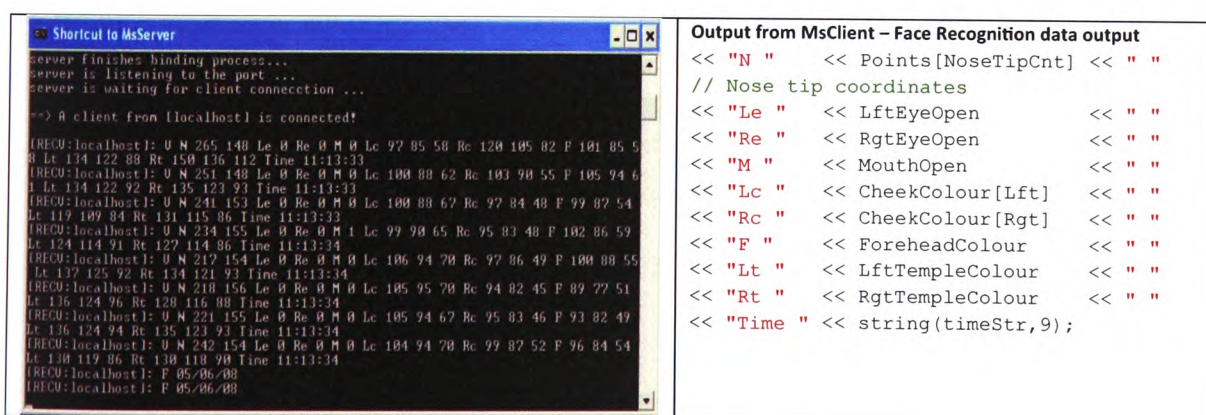 Shortcut to MsServer
server finishes binding process...
server is listening to the port ...
server is waiting for client connecction ...
==> A client from [localhost] is connected!
[RECV:localhost]: V N 265 148 Le 0 Re 0 M 0 Lc 97 85 58 Rc 120 105 82 F 101 85 5
8 Lt 134 122 88 Rt 150 136 112 Time 11:13:33
[RECV:localhost]: V N 251 148 Le 0 Re 0 M 0 Lc 100 88 62 Rc 103 90 55 F 105 94 6
1 Lt 134 122 92 Rt 135 123 93 Time 11:13:33
[RECV:localhost]: V N 241 153 Le 0 Re 0 M 0 Lc 100 88 67 Rc 97 84 48 F 99 87 54
Lt 119 109 84 Rt 131 115 86 Time 11:13:33
[RECV:localhost]: V N 234 155 Le 0 Re 0 M 1 Lc 99 90 65 Rc 95 83 48 F 102 86 59
Lt 124 114 91 Rt 127 114 86 Time 11:13:34
[RECV:localhost]: V N 217 154 Le 0 Re 0 M 0 Lc 106 94 70 Rc 97 86 49 F 100 88 55
Lt 137 125 92 Rt 134 121 93 Time 11:13:34
[RECV:localhost]: V N 218 156 Le 0 Re 0 M 0 Lc 105 95 70 Rc 94 82 45 F 89 77 51
Lt 136 124 96 Rt 128 116 88 Time 11:13:34
[RECV:localhost]: V N 221 155 Le 0 Re 0 M 0 Lc 105 94 67 Rc 95 83 46 F 93 82 49
Lt 136 124 94 Rt 135 123 93 Time 11:13:34
[RECV:localhost]: V N 242 154 Le 0 Re 0 M 0 Lc 104 94 70 Rc 99 87 52 F 96 84 54
Lt 130 119 86 Rt 130 118 90 Time 11:13:34
[RECV:localhost]: F 05/06/08
[RECV:localhost]: F 05/06/08
Output from MsClient – Face Recognition data output
<< "N " << Points[NoseTipCnt] << " "
// Nose tip coordinates
<< "Le " << LftEyeOpen << " "
<< "Re " << RgtEyeOpen << " "
<< "M " << MouthOpen << " "
<< "Lc " << CheekColour[Lft] << " "
<< "Rc " << CheekColour[Rgt] << " "
<< "F " << ForeheadColour << " "
<< "Lt " << LftTempleColour << " "
<< "Rt " << RgtTempleColour << " "
<< "Time " << string(timeStr,9);